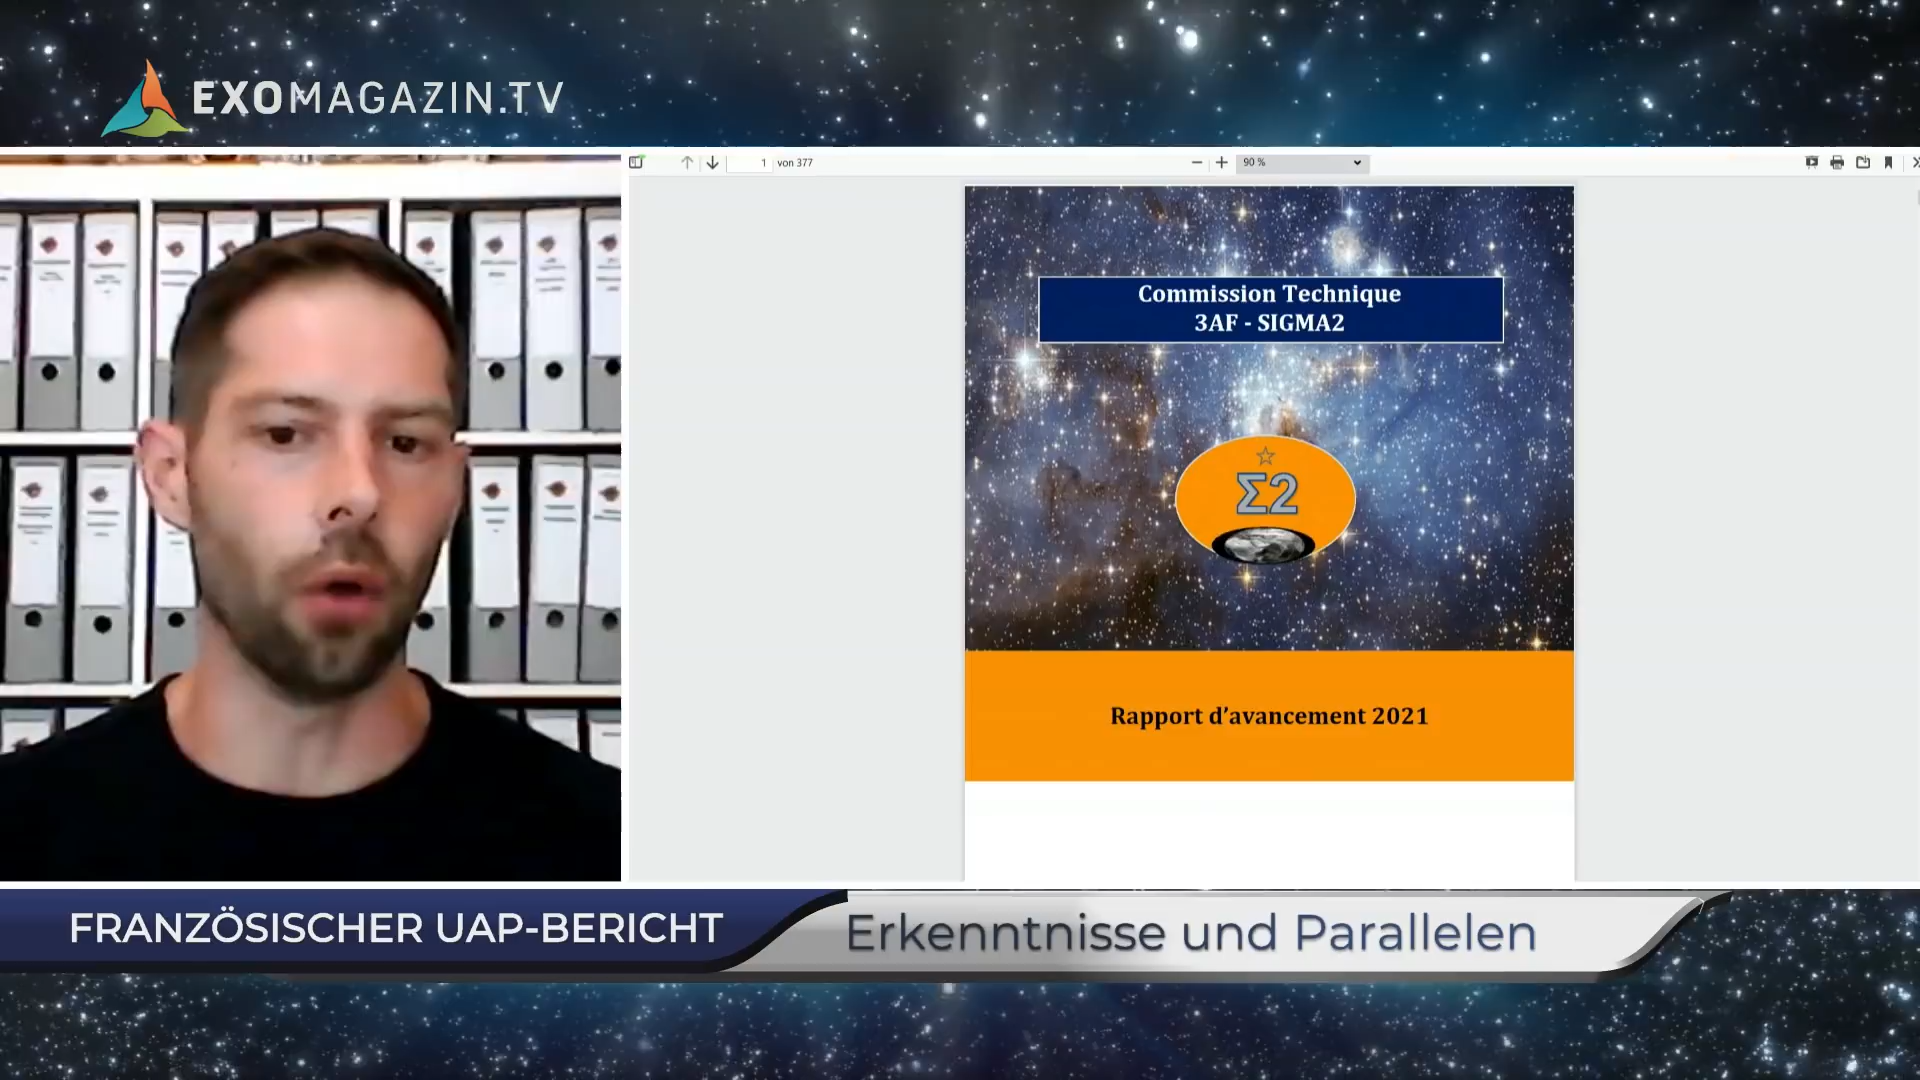 EXOMAGAZIN.TV
1 von 377
90 %
Commission Technique
3AF - SIGMA2
Σ2
Rapport d’avancement 2021
FRANZÖSISCHER UAP-BERICHT
Erkenntnisse und Parallelen